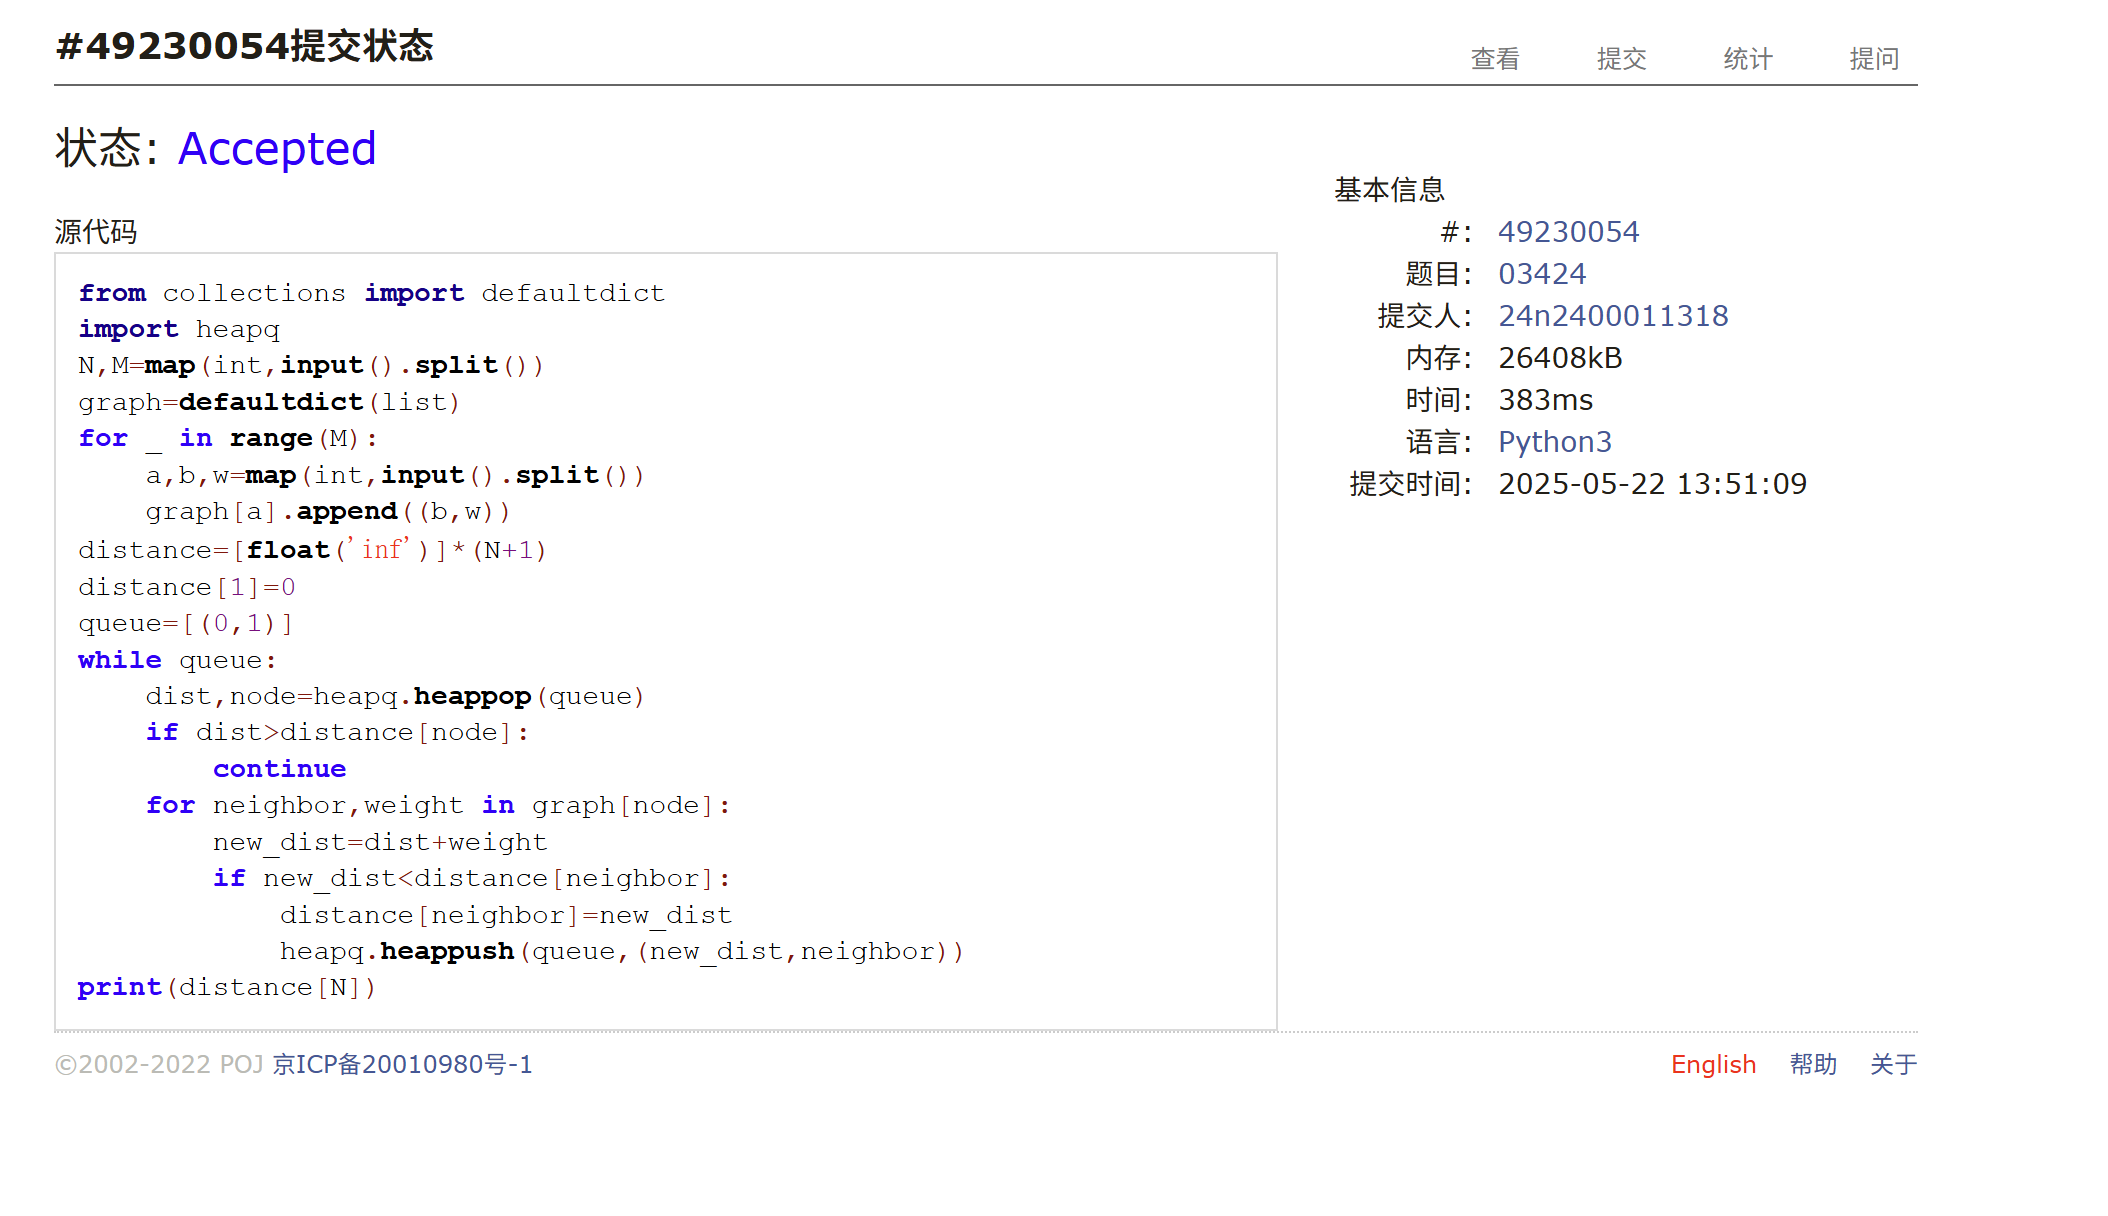 #49230054提交状态
查看 提交 统计 提问
状态: Accepted
源代码
from collections import defaultdict
import heapq
N,M=map(int,input().split())
graph=defaultdict(list)
for _ in range(M):
    a,b,w=map(int,input().split())
    graph[a].append((b,w))
distance=[float('inf')]*(N+1)
distance[1]=0
queue=[(0,1)]
while queue:
    dist,node=heapq.heappop(queue)
    if dist>distance[node]:
        continue
    for neighbor,weight in graph[node]:
        new_dist=dist+weight
        if new_dist<distance[neighbor]:
            distance[neighbor]=new_dist
            heapq.heappush(queue,(new_dist,neighbor))
print(distance[N])
基本信息
#: 49230054
题目: 03424
提交人: 24n2400011318
内存: 26408kB
时间: 383ms
语言: Python3
提交时间: 2025-05-22 13:51:09
©2002-2022 POJ 京ICP备20010980号-1
English 帮助 关于